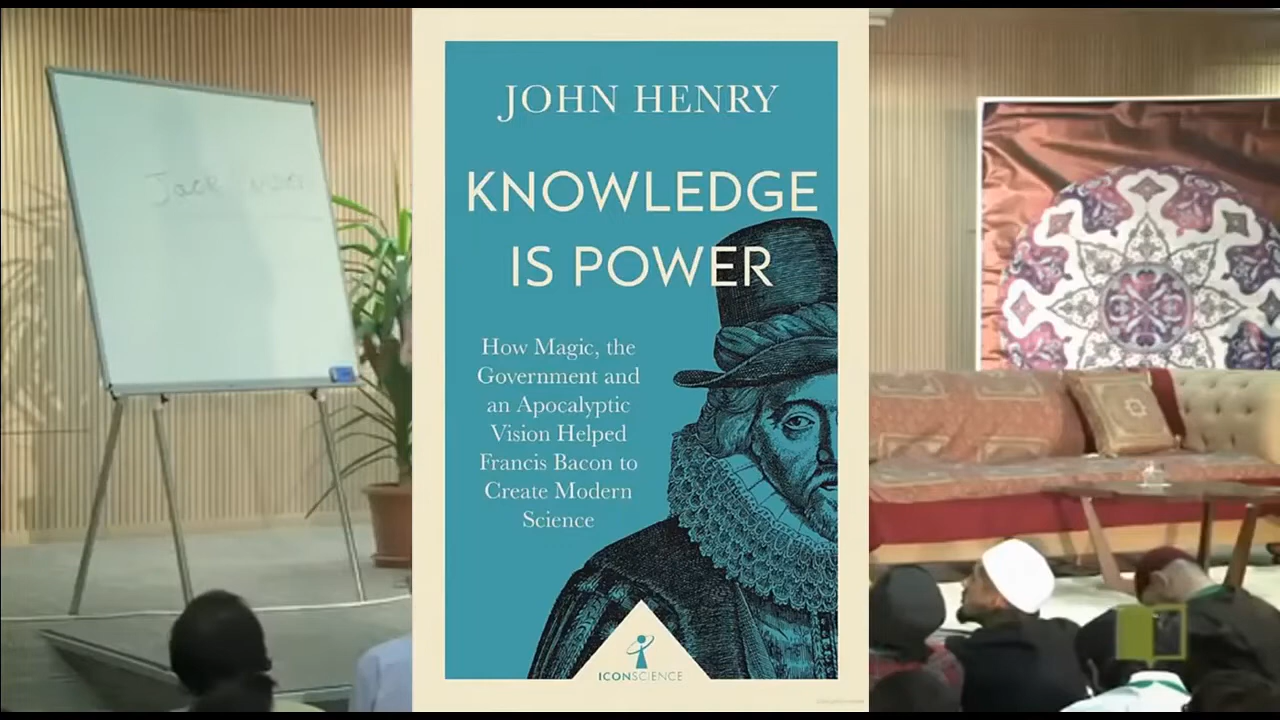 JOHN HENRY
KNOWLEDGE
IS POWER
How Magic, the
Government and
an Apocalyptic
Vision Helped
Francis Bacon to
Create Modern
Science
ICONSCIENCE
Jack